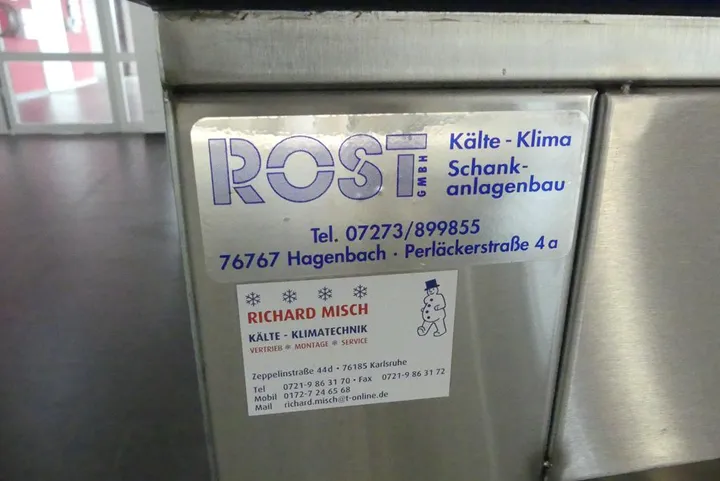 ROST GMBH
Kälte - Klima
Schank-
anlagenbau
Tel. 07273/899855
76767 Hagenbach · Perläckerstraße 4 a
RICHARD MISCH
KÄLTE - KLIMATECHNIK
VERTRIEB * MONTAGE * SERVICE
Zeppelinstraße 44d • 76185 Karlsruhe
Tel 0721-9 86 31 70 • Fax 0721-9 86 31 72
Mobil 0172-7 24 65 68
Mail richard.misch@t-online.de